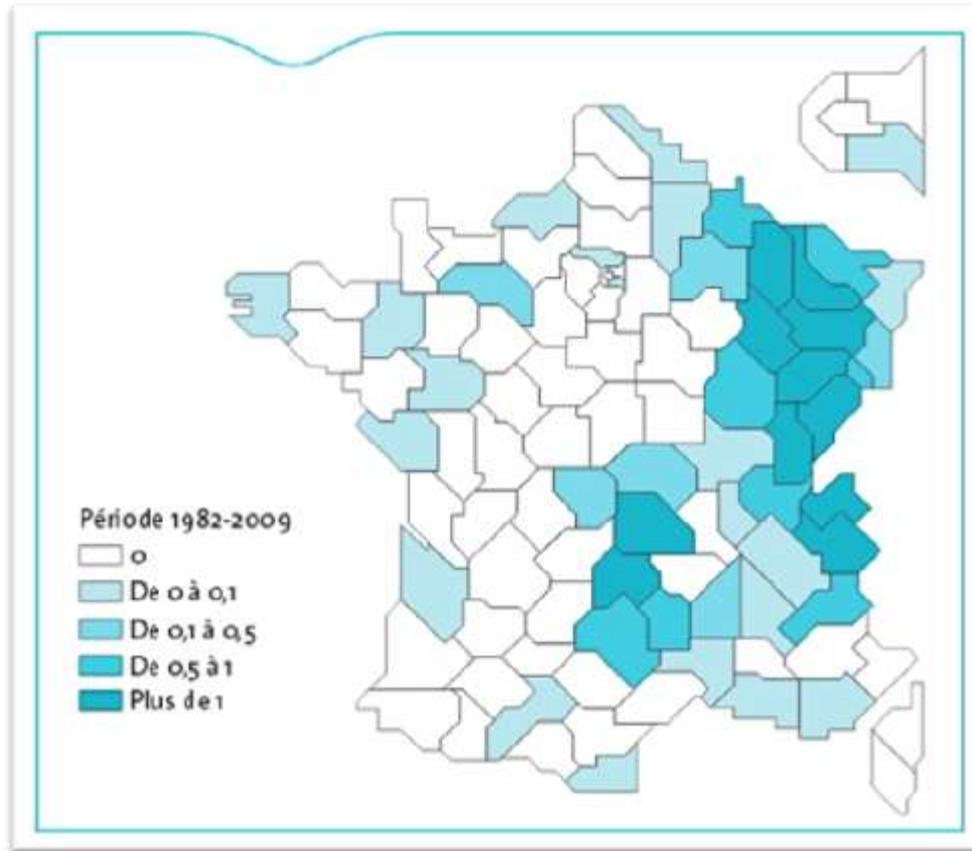 Période 1982-2009
0
De 0 à 0,1
De 0,1 à 0,5
De 0,5 à 1
Plus de 1